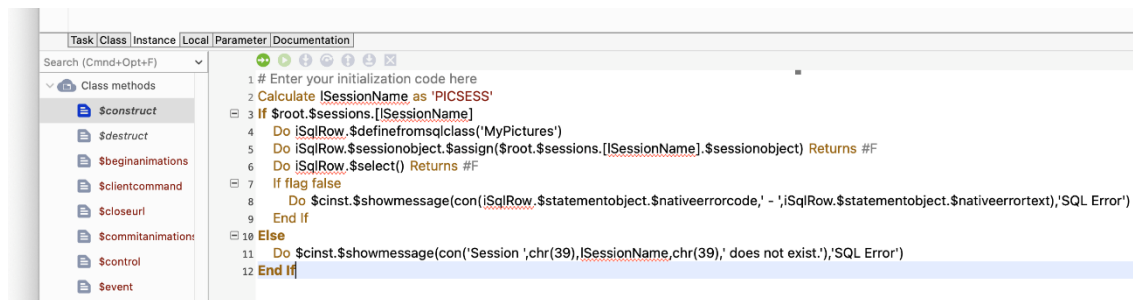 Task Class Instance Local Parameter Documentation
Search (Cmnd+Opt+F)
Class methods
$construct
$destruct
$beginanimations
$clientcommand
$closeurl
$commitanimations
$control
$event
1 # Enter your initialization code here
2 Calculate lSessionName as 'PICSESS'
3 If $root.$sessions.[lSessionName]
4 Do iSqlRow.$definefromsqlclass('MyPictures')
5 Do iSqlRow.$sessionobject.$assign($root.$sessions.[lSessionName].$sessionobject) Returns #F
6 Do iSqlRow.$select() Returns #F
7 If flag false
8 Do $cinst.$showmessage(con(iSqlRow.$statementobject.$nativeerrorcode,' - ',iSqlRow.$statementobject.$nativeerrortext),'SQL Error')
9 End If
10 Else
11 Do $cinst.$showmessage(con('Session ',chr(39),lSessionName,chr(39),' does not exist.'),'SQL Error')
12 End If